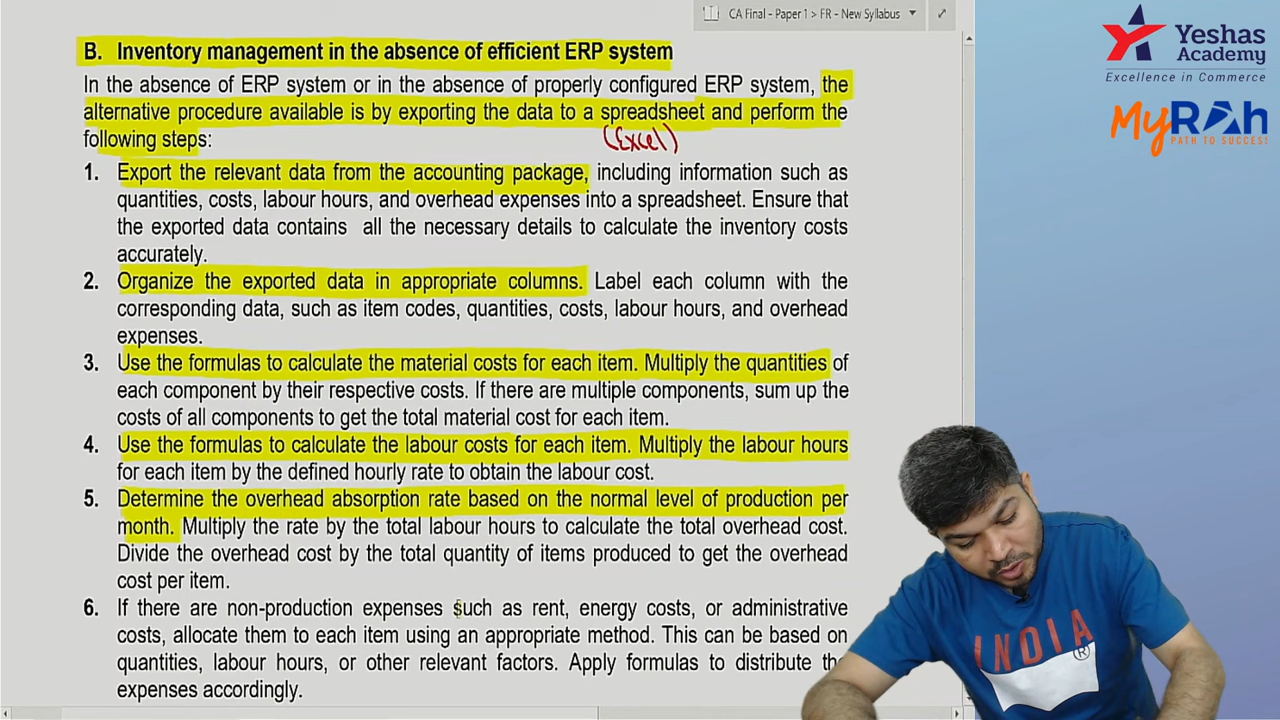 CA Final - Paper 1 > FR - New Syllabus
Yeshas
Academy
Excellence in Commerce
MyRAh
PATH TO SUCCESS
B. Inventory management in the absence of efficient ERP system
In the absence of ERP system or in the absence of properly configured ERP system, the
alternative procedure available is by exporting the data to a spreadsheet and perform the
following steps:
(Excel)
1. Export the relevant data from the accounting package, including information such as
quantities, costs, labour hours, and overhead expenses into a spreadsheet. Ensure that
the exported data contains all the necessary details to calculate the inventory costs
accurately.
2. Organize the exported data in appropriate columns. Label each column with the
corresponding data, such as item codes, quantities, costs, labour hours, and overhead
expenses.
3. Use the formulas to calculate the material costs for each item. Multiply the quantities of
each component by their respective costs. If there are multiple components, sum up the
costs of all components to get the total material cost for each item.
4. Use the formulas to calculate the labour costs for each item. Multiply the labour hours
for each item by the defined hourly rate to obtain the labour cost.
5. Determine the overhead absorption rate based on the normal level of production per
month. Multiply the rate by the total labour hours to calculate the total overhead cost.
Divide the overhead cost by the total quantity of items produced to get the overhead
cost per item.
6. If there are non-production expenses such as rent, energy costs, or administrative
costs, allocate them to each item using an appropriate method. This can be based on
quantities, labour hours, or other relevant factors. Apply formulas to distribute th
expenses accordingly.
INDIA
®